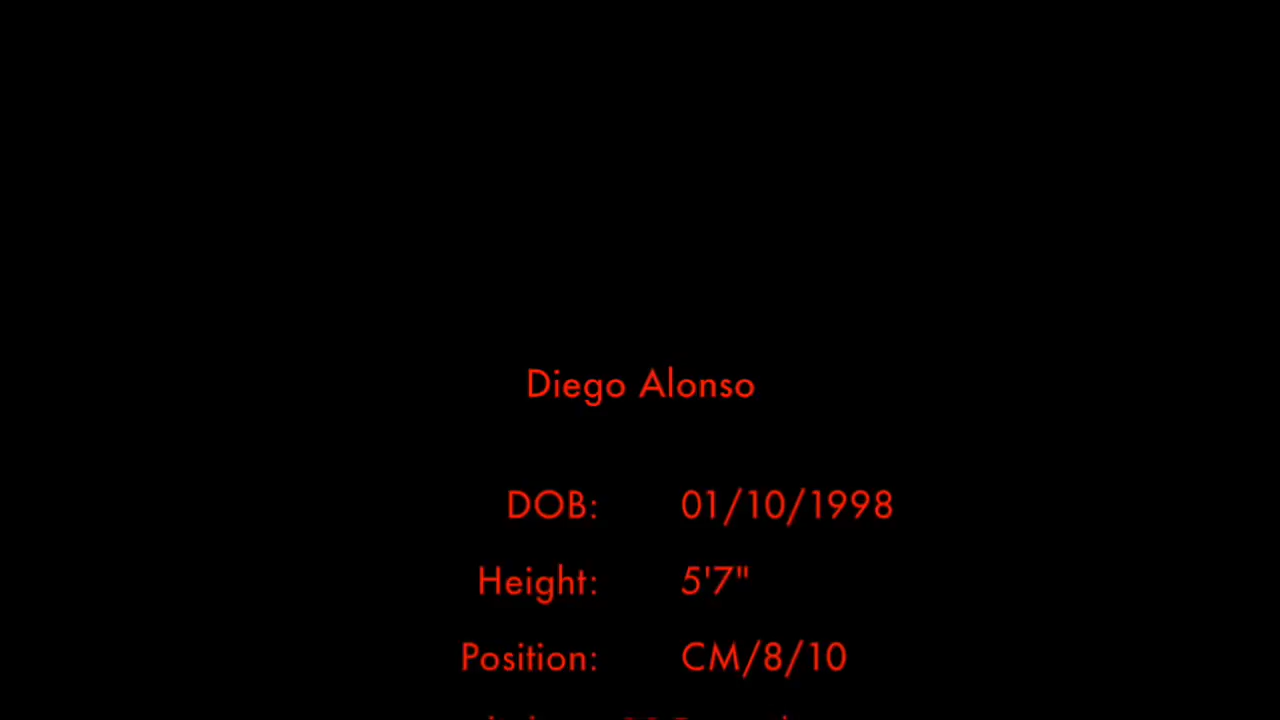 Diego Alonso
DOB: 01/10/1998
Height: 5'7"
Position: CM/8/10